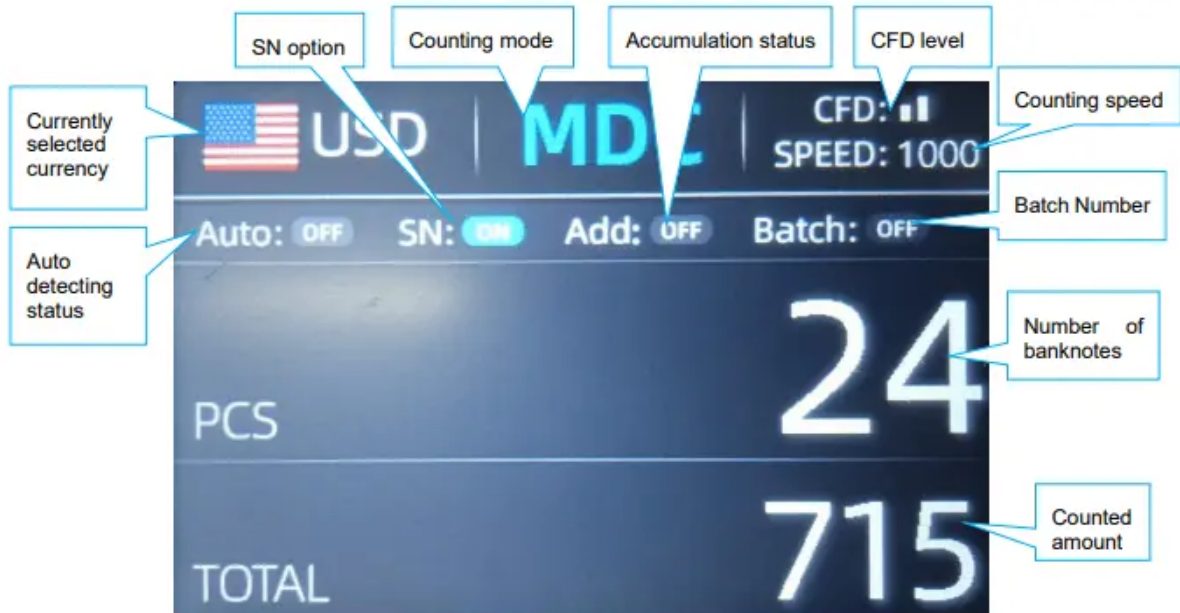 SN option
Counting mode
Accumulation status
CFD level
Currently
selected
currency
USD
MDC
CFD:
SPEED: 1000
Counting speed
Auto: OFF
SN: ON
Add: OFF
Batch: OFF
Batch Number
Auto
detecting
status
Number of
banknotes
PCS
24
TOTAL
715
Counted
amount